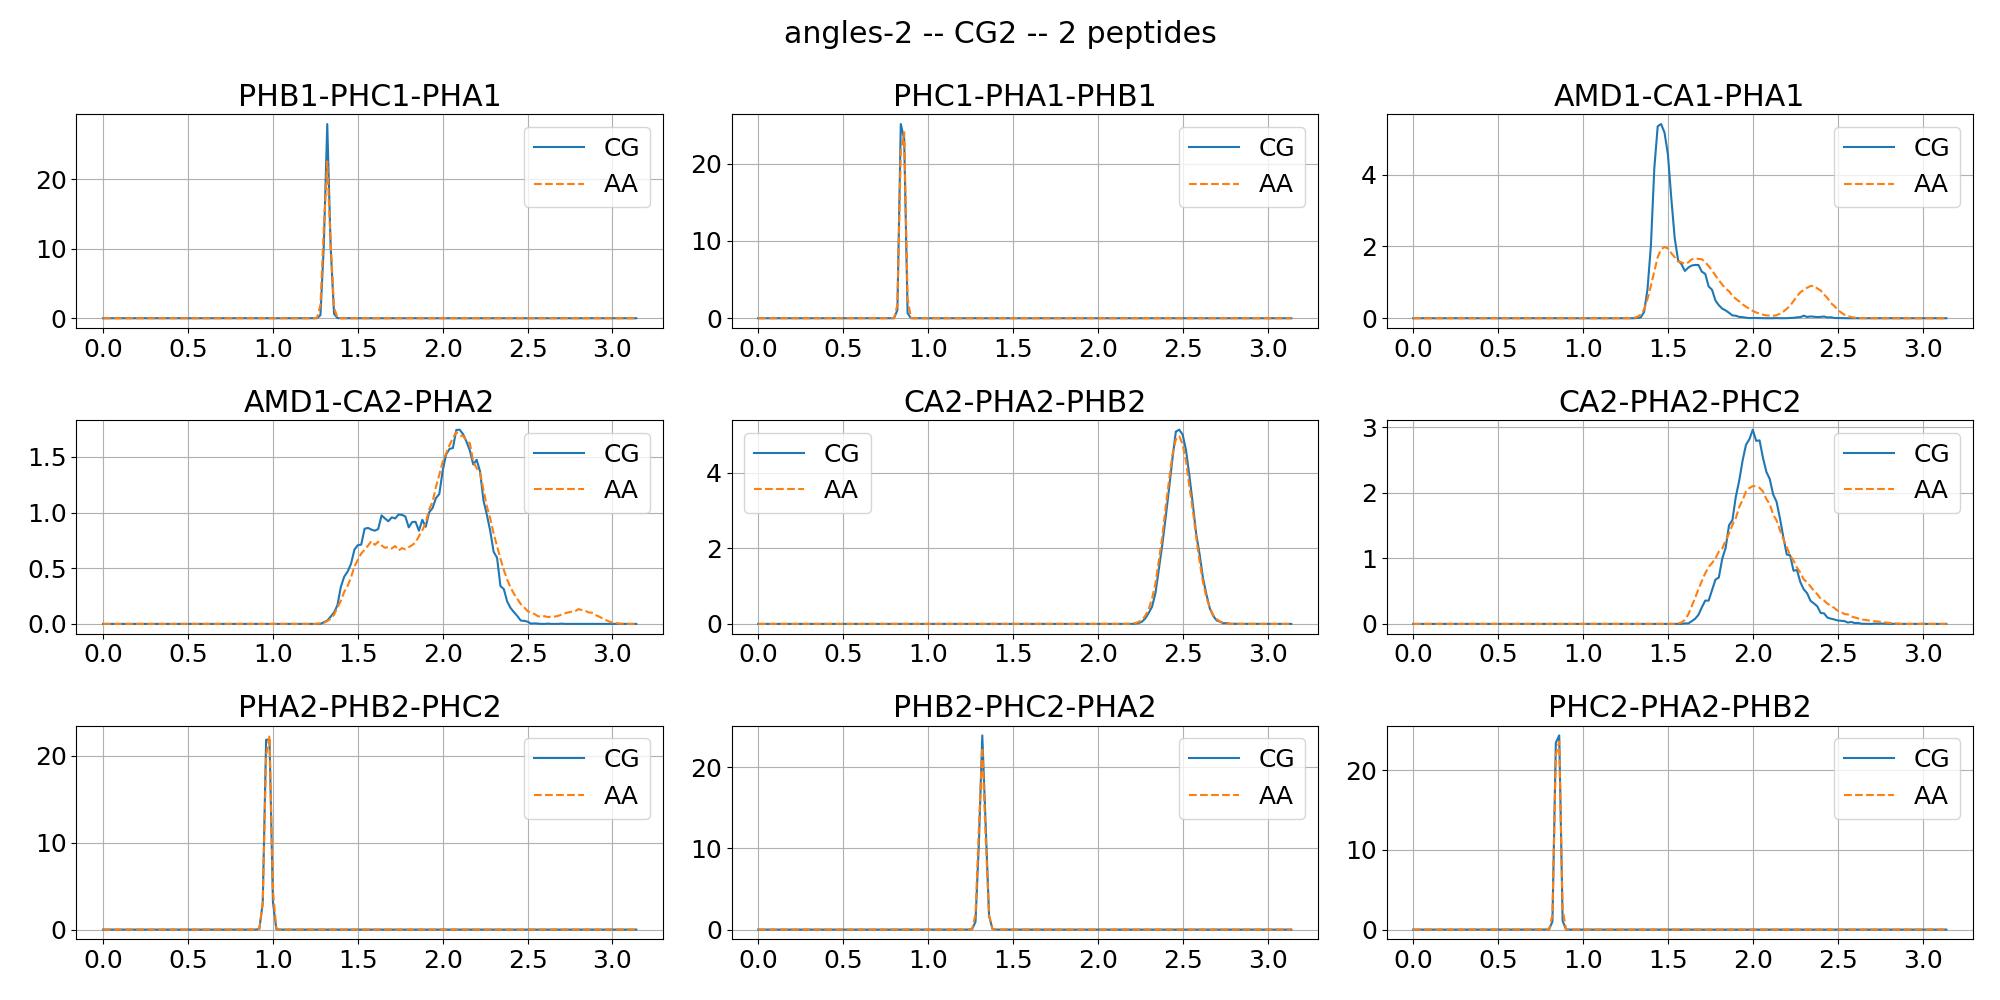 angles-2 -- CG2 -- 2 peptides
PHB1-PHC1-PHA1
20
10
0
0.0 0.5 1.0 1.5 2.0 2.5 3.0
CG
AA
PHC1-PHA1-PHB1
20
10
0
0.0 0.5 1.0 1.5 2.0 2.5 3.0
CG
AA
AMD1-CA1-PHA1
4
2
0
0.0 0.5 1.0 1.5 2.0 2.5 3.0
CG
AA
AMD1-CA2-PHA2
1.5
1.0
0.5
0.0
0.0 0.5 1.0 1.5 2.0 2.5 3.0
CG
AA
CA2-PHA2-PHB2
4
2
0
0.0 0.5 1.0 1.5 2.0 2.5 3.0
CG
AA
CA2-PHA2-PHC2
3
2
1
0
0.0 0.5 1.0 1.5 2.0 2.5 3.0
CG
AA
PHA2-PHB2-PHC2
20
10
0
0.0 0.5 1.0 1.5 2.0 2.5 3.0
CG
AA
PHB2-PHC2-PHA2
20
10
0
0.0 0.5 1.0 1.5 2.0 2.5 3.0
CG
AA
PHC2-PHA2-PHB2
20
10
0
0.0 0.5 1.0 1.5 2.0 2.5 3.0
CG
AA